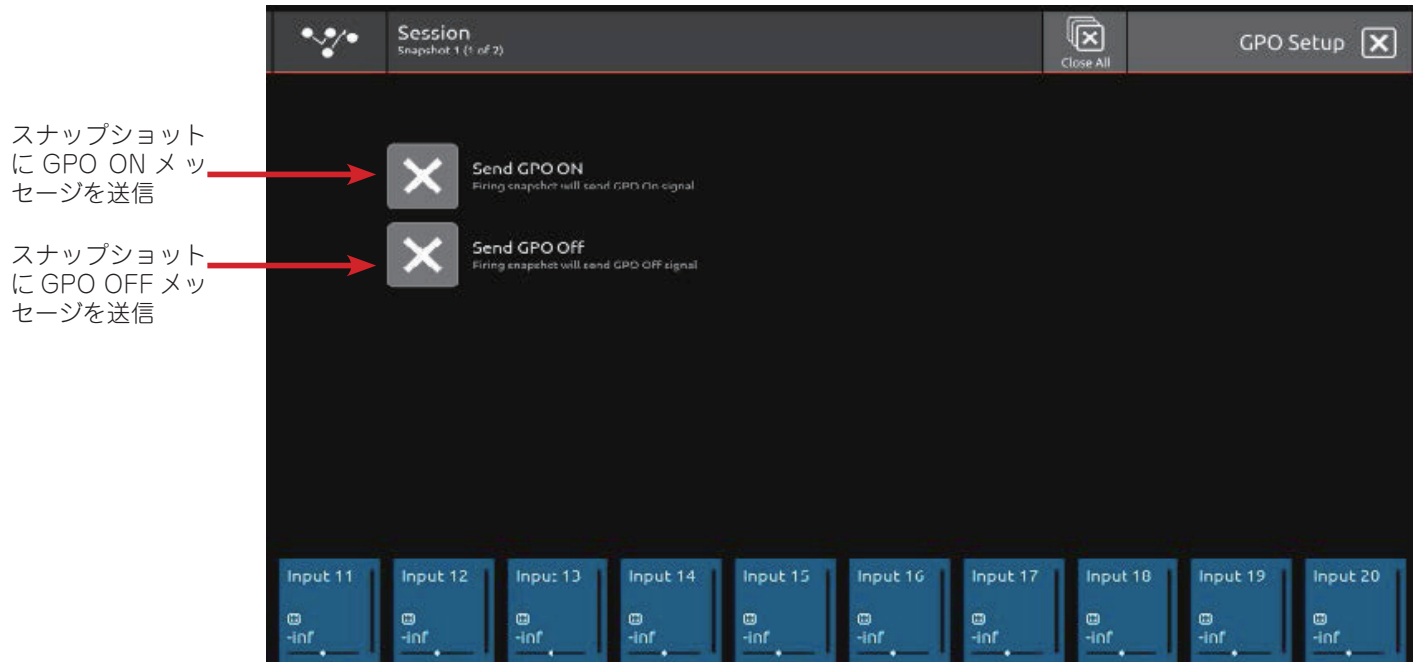 Session
Snapshot 1 (1 of 2)
Close All
GPO Setup
スナップショット
に GPO ON メッ
セージを送信
Send GPO ON
Firing snapshot will send GPO On signal
スナップショット
に GPO OFF メッ
セージを送信
Send GPO Off
Firing snapshot will send GPO Off signal
Input 11
Input 12
Input 13
Input 14
Input 15
Input 16
Input 17
Input 18
Input 19
Input 20
-inf
-inf
-inf
-inf
-inf
-inf
-inf
-inf
-inf
-inf